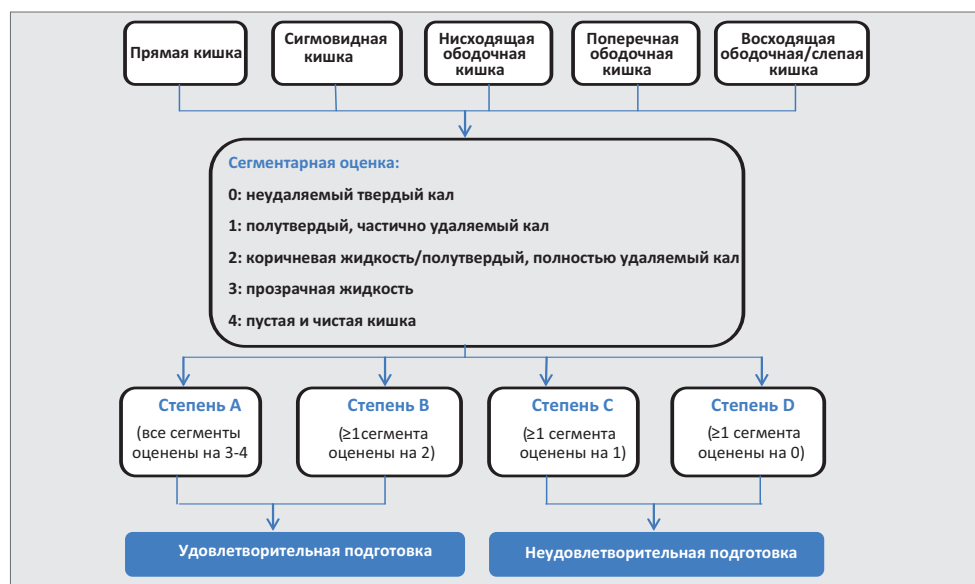 Прямая кишка
Сигмовидная
кишка
Нисходящая
ободочная
кишка
Поперечная
ободочная
кишка
Восходящая
ободочная/слепая
кишка
Сегментарная оценка:
0: неудаляемый твердый кал
1: полутвердый, частично удаляемый кал
2: коричневая жидкость/полутвердый, полностью удаляемый кал
3: прозрачная жидкость
4: пустая и чистая кишка
Степень A
(все сегменты
оценены на 3-4
Степень B
(≥1сегмента
оценены на 2)
Степень C
(≥1 сегмента
оценены на 1)
Степень D
(≥1 сегмента
оценены на 0)
Удовлетворительная подготовка
Неудовлетворительная подготовка